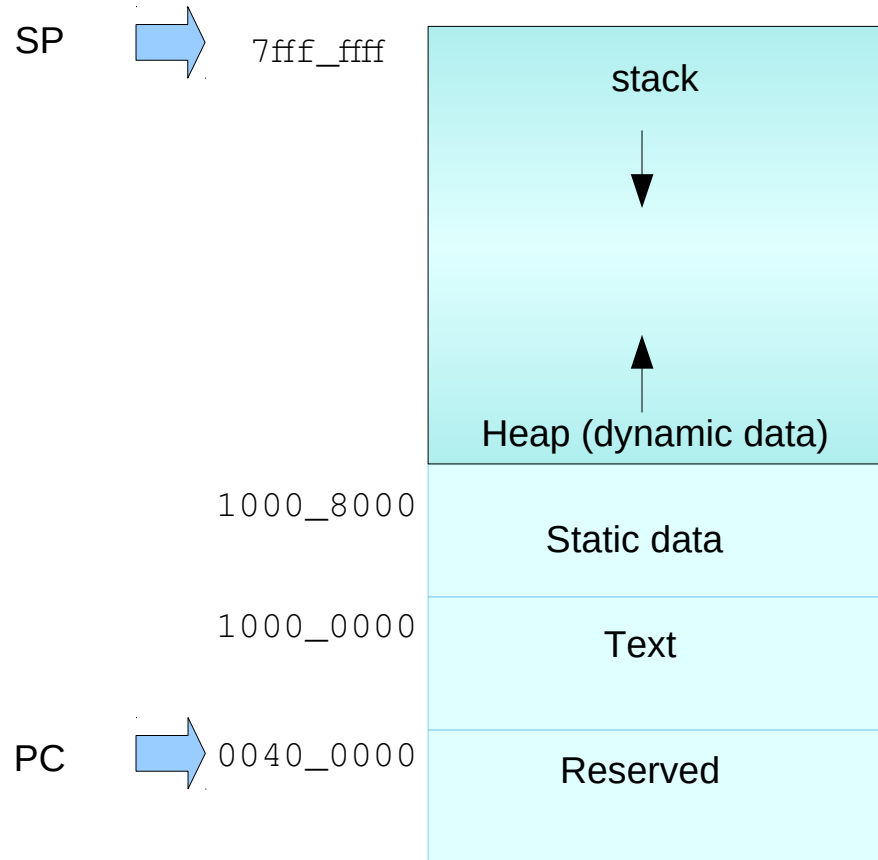 SP
7fff_ffff
stack
Heap (dynamic data)
1000_8000
Static data
1000_0000
Text
PC
0040_0000
Reserved